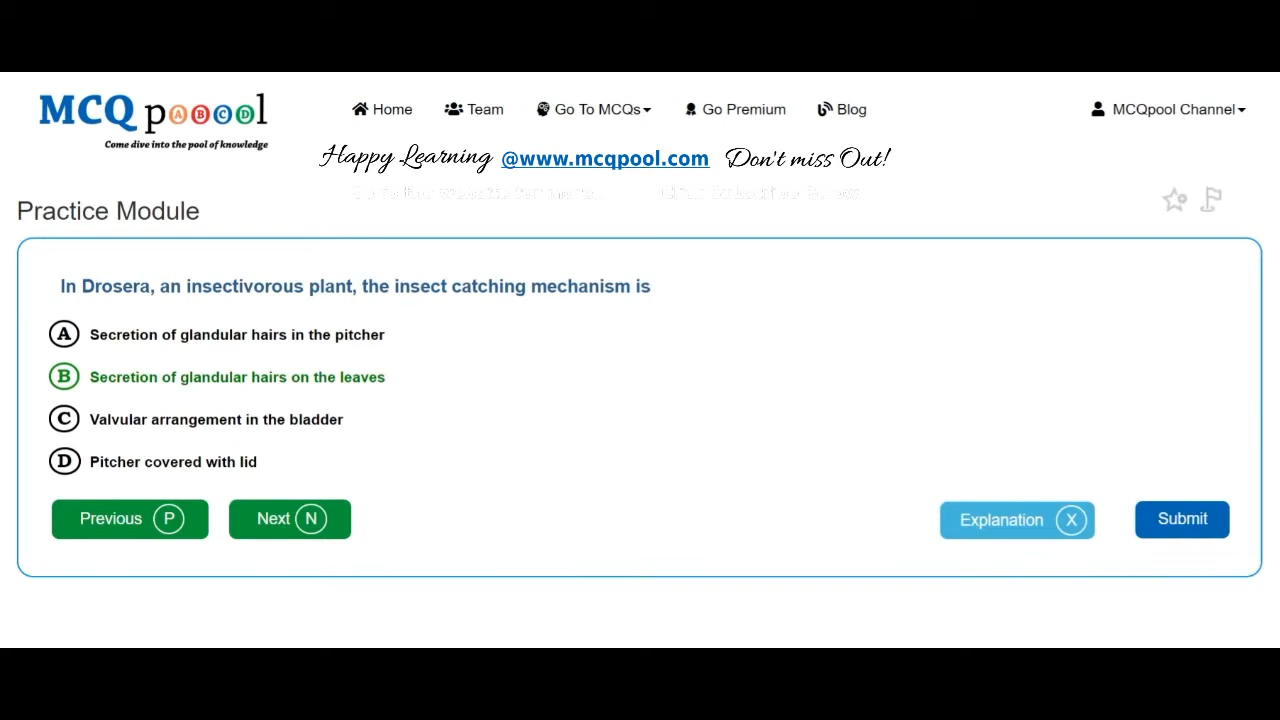 MCQ pooool
Come dive into the pool of knowledge
Home Team Go To MCQs Go Premium Blog MCQpool Channel
Happy Learning @www.mcqpool.com Don't miss Out!
Practice Module
In Drosera, an insectivorous plant, the insect catching mechanism is
A Secretion of glandular hairs in the pitcher
B Secretion of glandular hairs on the leaves
C Valvular arrangement in the bladder
D Pitcher covered with lid
Previous P Next N Explanation X Submit